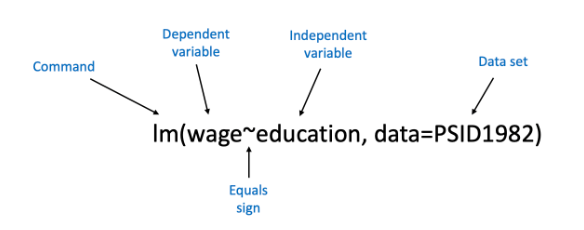 Dependent
variable
Independent
variable
Command
Data set
lm(wage~education, data=PSID1982)
Equals
sign